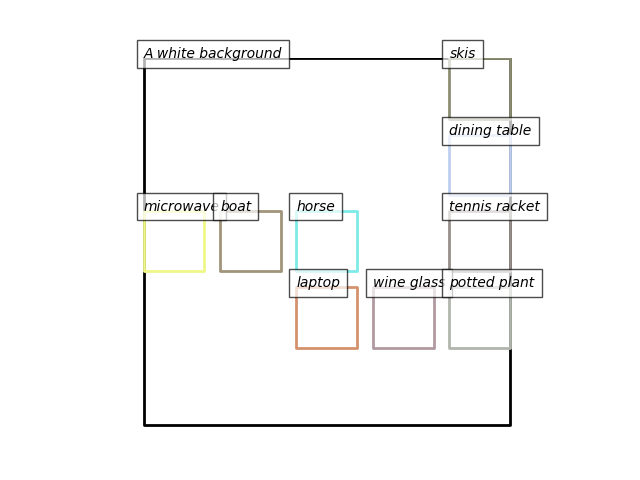 A white background
skis
dining table
microwave
boat
horse
tennis racket
laptop
wine glass
potted plant